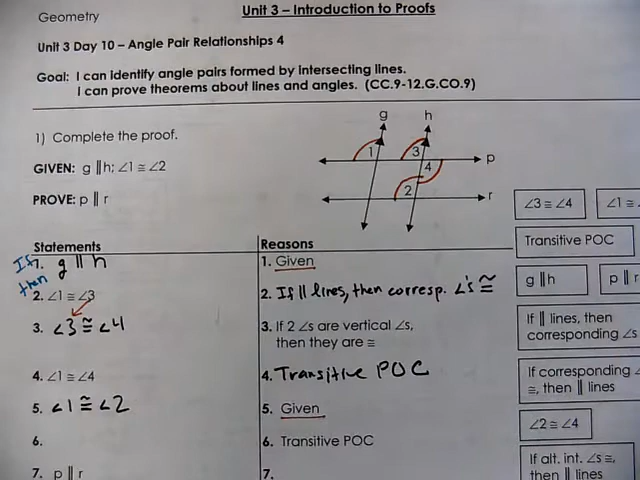 Geometry
Unit 3 – Introduction to Proofs
Unit 3 Day 10 – Angle Pair Relationships 4
Goal: I can identify angle pairs formed by intersecting lines.
I can prove theorems about lines and angles. (CC.9-12.G.CO.9)
1) Complete the proof.
GIVEN: g ∥ h; ∠1 ≅ ∠2
PROVE: p ∥ r
g h
1 3 p
4
2 r
Statements Reasons
If 1. g ∥ h 1. Given
then
2. ∠1 ≅ ∠3 2. If ∥ lines, then corresp. ∠'s ≅
3. ∠3 ≅ ∠4 3. If 2 ∠s are vertical ∠s,
then they are ≅
4. ∠1 ≅ ∠4 4. Transitive POC
5. ∠1 ≅ ∠2 5. Given
6. 6. Transitive POC
7. p ∥ r 7.
∠3 ≅ ∠4 ∠1 ≅
Transitive POC
g ∥ h p ∥ r
If ∥ lines, then
corresponding ∠s
If corresponding ∠
≅, then ∥ lines
∠2 ≅ ∠4
If alt. int. ∠s ≅,
then ∥ lines